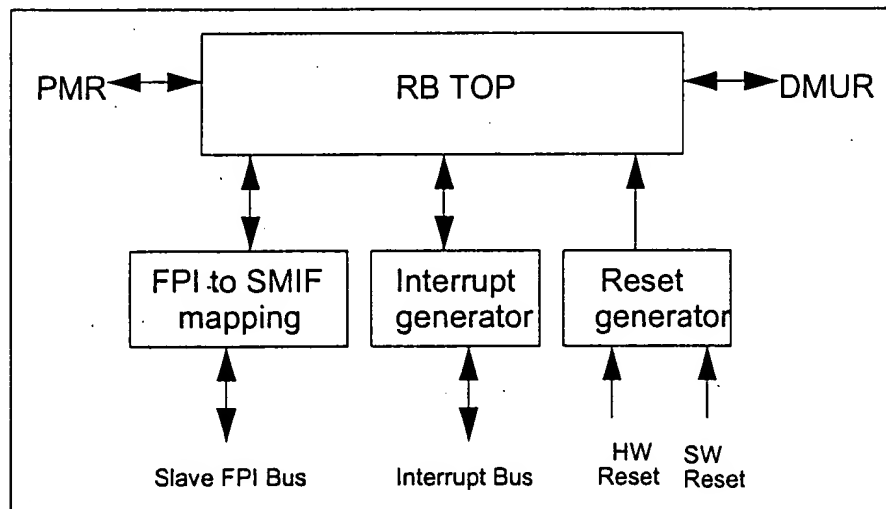 PMR
RB TOP
DMUR
FPI to SMIF
mapping
Interrupt
generator
Reset
generator
Slave FPI Bus
Interrupt Bus
HW
Reset
SW
Reset